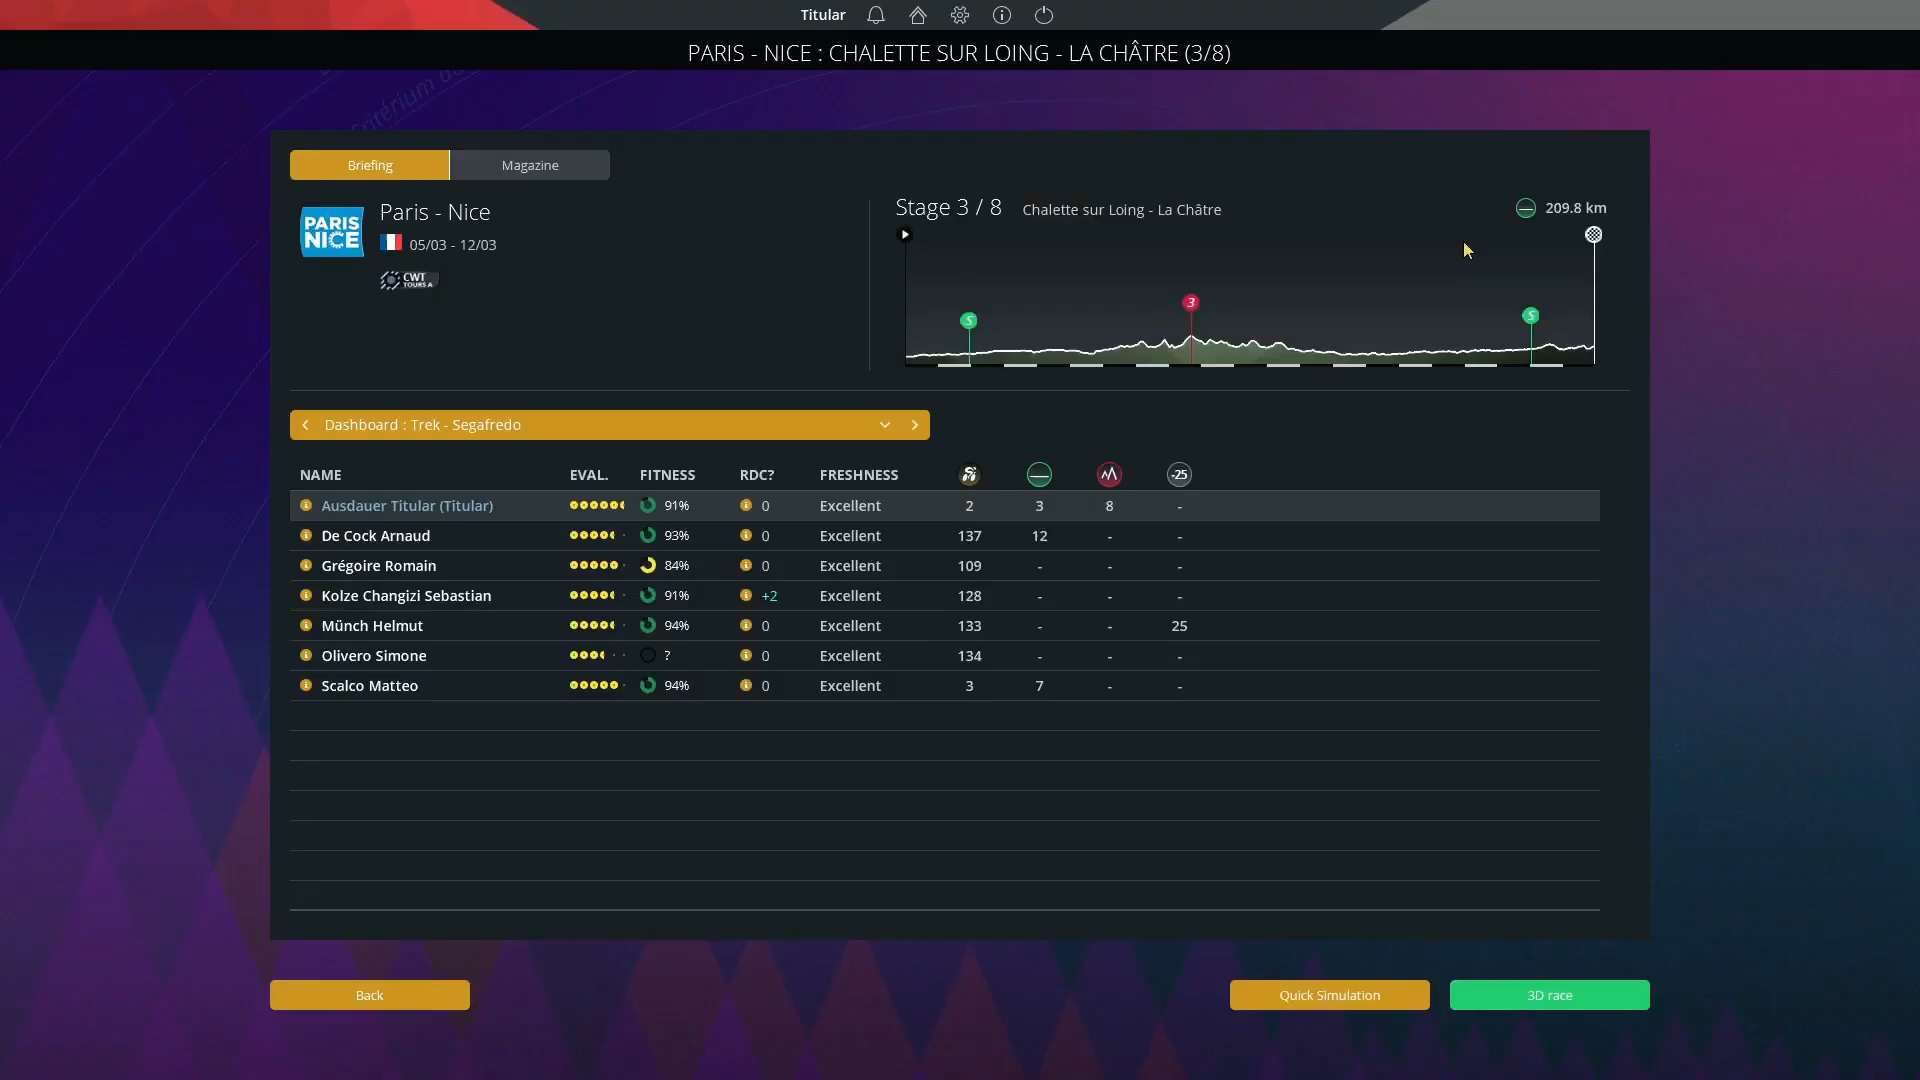 Titular
PARIS - NICE : CHALETTE SUR LOING - LA CHÂTRE (3/8)
Critérium du
Briefing
Magazine
PARIS
NICE
Paris - Nice
05/03 - 12/03
CWT
TOURS A
Stage 3 / 8
Chalette sur Loing - La Châtre
209.8 km
S
3
S
Dashboard : Trek - Segafredo
NAME EVAL. FITNESS RDC? FRESHNESS -25
Ausdauer Titular (Titular) 91% 0 Excellent 2 3 8 -
De Cock Arnaud 93% 0 Excellent 137 12 - -
Grégoire Romain 84% 0 Excellent 109 - - -
Kolze Changizi Sebastian 91% +2 Excellent 128 - - -
Münch Helmut 94% 0 Excellent 133 - - 25
Olivero Simone ? 0 Excellent 134 - - -
Scalco Matteo 94% 0 Excellent 3 7 - -
Back
Quick Simulation
3D race